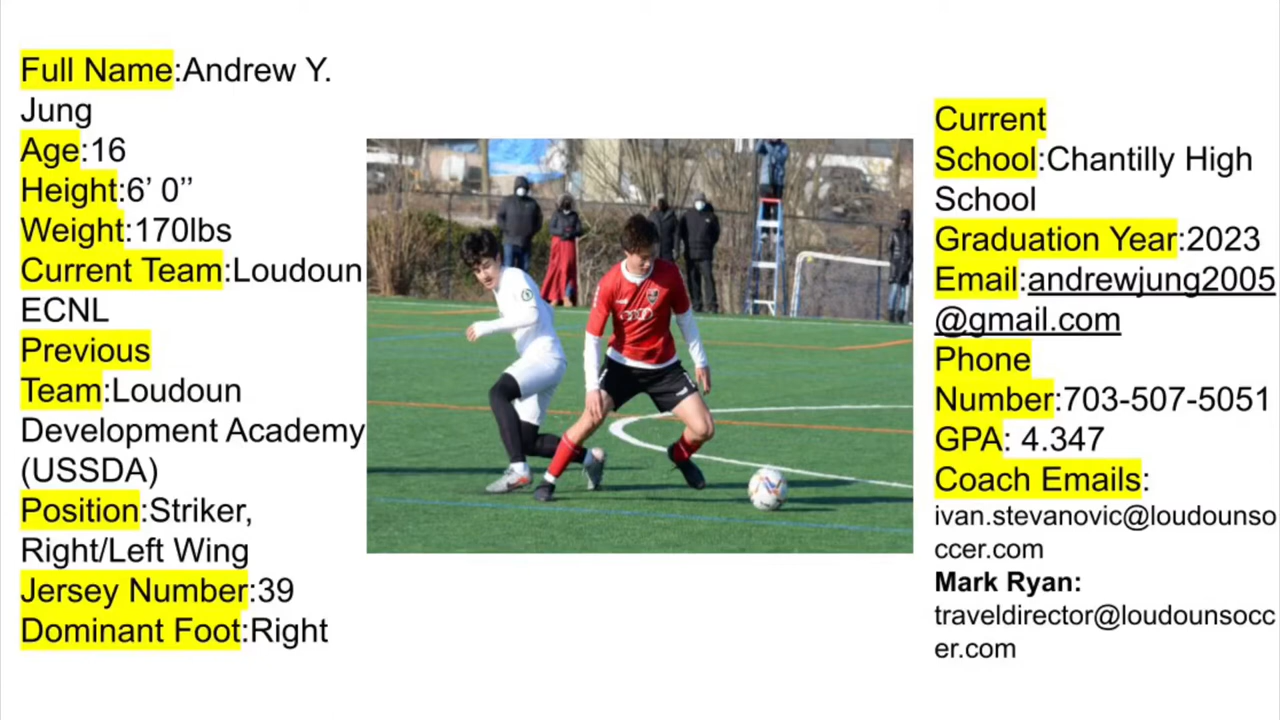 Full Name:Andrew Y.
Jung
Age:16
Height:6’ 0’’
Weight:170lbs
Current Team:Loudoun
ECNL
Previous
Team:Loudoun
Development Academy
(USSDA)
Position:Striker,
Right/Left Wing
Jersey Number:39
Dominant Foot:Right
Current
School:Chantilly High
School
Graduation Year:2023
Email:andrewjung2005
@gmail.com
Phone
Number:703-507-5051
GPA: 4.347
Coach Emails:
ivan.stevanovic@loudounso
ccer.com
Mark Ryan:
traveldirector@loudounsocc
er.com